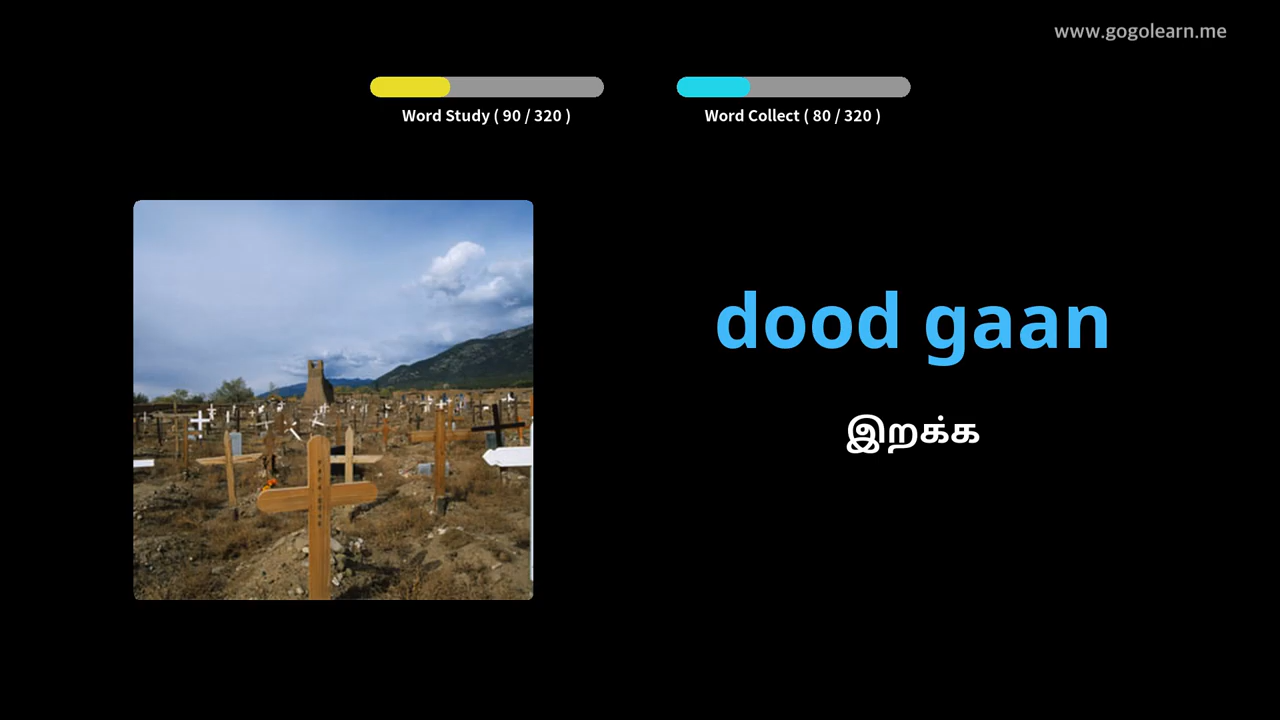 www.gogolearn.me
Word Study ( 90 / 320 )
Word Collect ( 80 / 320 )
dood gaan
இறக்க